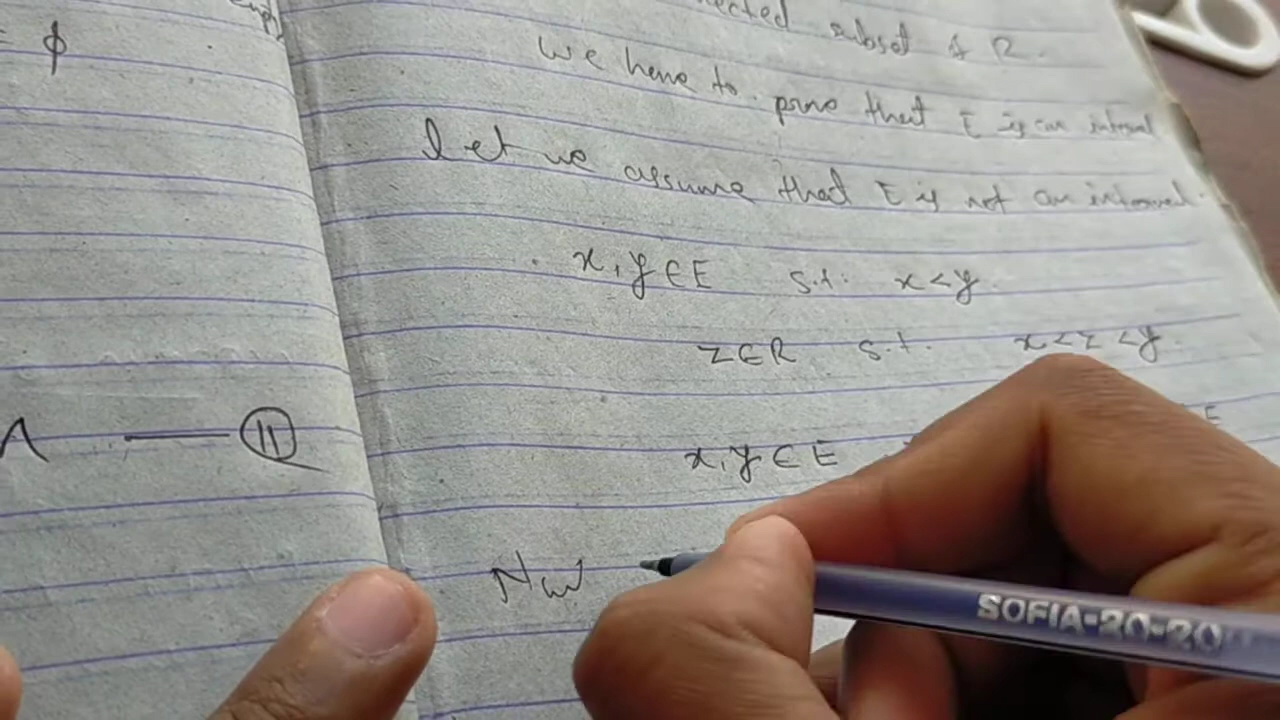 = ϕ
Λ —— (11)
subset of R.
we have to prove that E is an interval
let we assume that E is not an interval.
x, y ∈ E s.t. x < y.
z ∈ R s.t. x < z < y.
x, y ∈ E E
Now
SOFIA-20-20